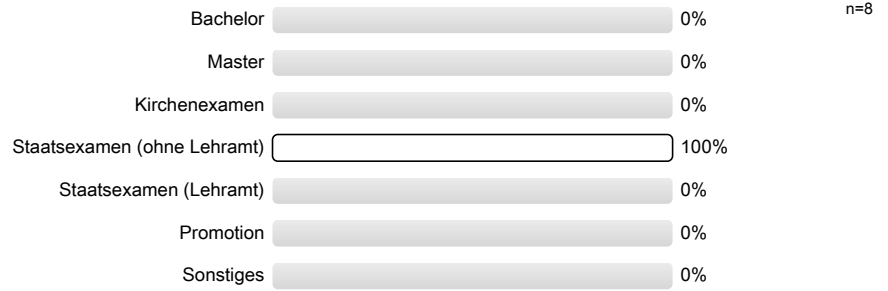 Bachelor 0% n=8
Master 0%
Kirchenexamen 0%
Staatsexamen (ohne Lehramt) 100%
Staatsexamen (Lehramt) 0%
Promotion 0%
Sonstiges 0%